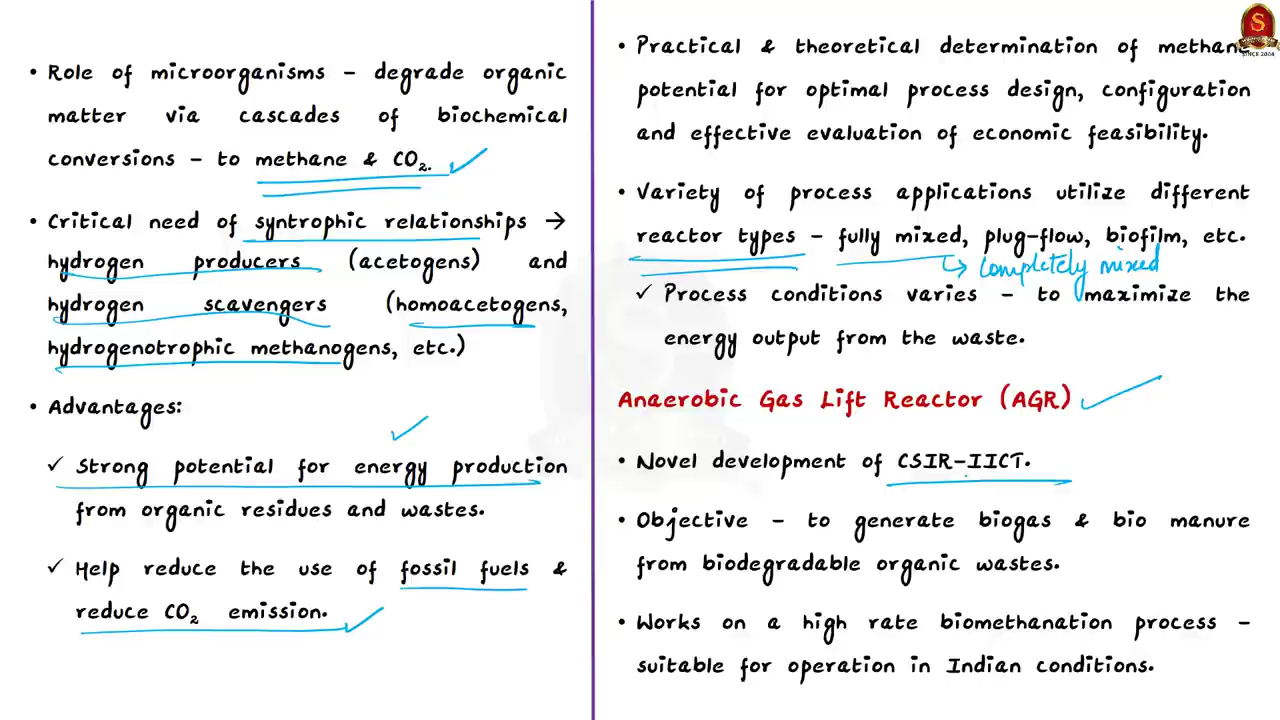 • Role of microorganisms – degrade organic
matter via cascades of biochemical
conversions – to methane & CO₂.
• Critical need of syntrophic relationships →
hydrogen producers (acetogens) and
hydrogen scavengers (homoacetogens,
hydrogenotrophic methanogens, etc.)
• Advantages:
✓ Strong potential for energy production
from organic residues and wastes.
✓ Help reduce the use of fossil fuels &
reduce CO₂ emission.
• Practical & theoretical determination of methane
potential for optimal process design, configuration
and effective evaluation of economic feasibility.
• Variety of process applications utilize different
reactor types – fully mixed, plug-flow, biofilm, etc.
↳ Completely mixed
✓ Process conditions varies – to maximize the
energy output from the waste.
Anaerobic Gas Lift Reactor (AGR)
• Novel development of CSIR-IICT.
• Objective – to generate biogas & bio manure
from biodegradable organic wastes.
• Works on a high rate biomethanation process –
suitable for operation in Indian conditions.
S
SINCE 2004